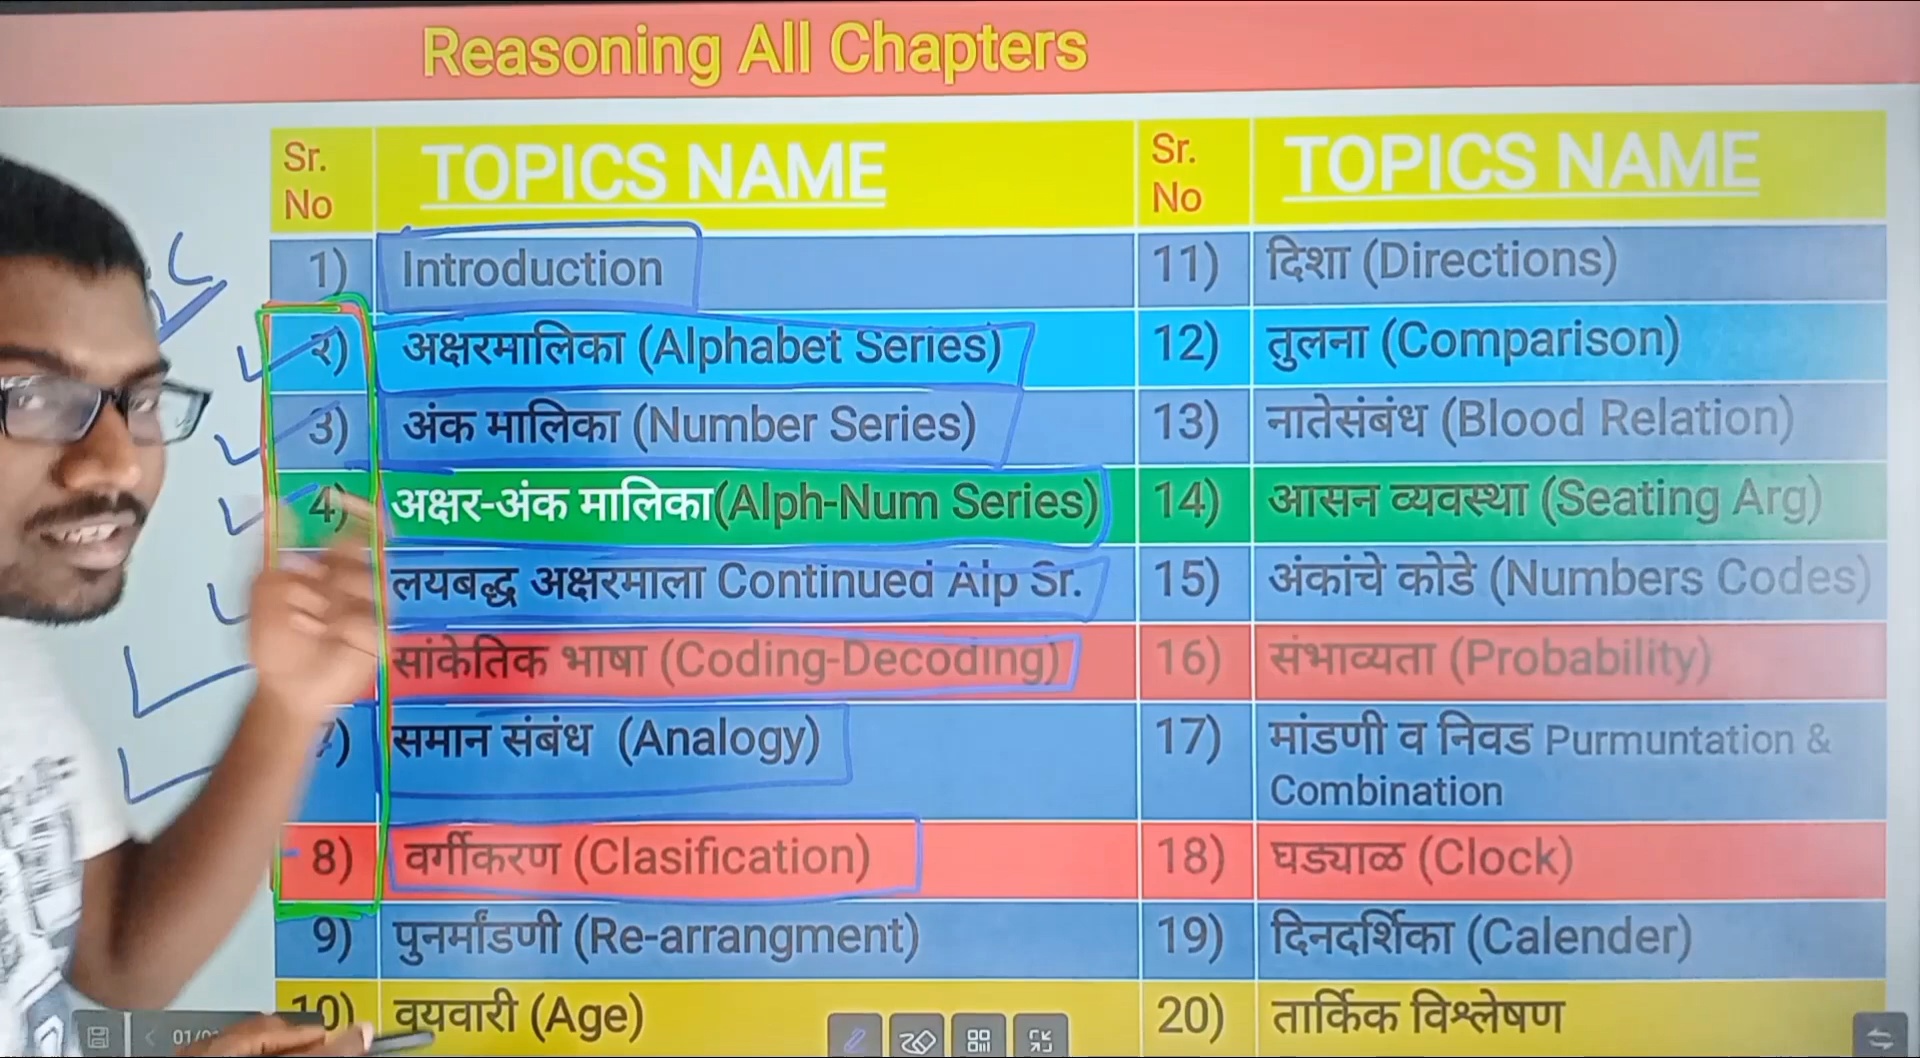 Reasoning All Chapters
Sr. No
TOPICS NAME
Sr. No
TOPICS NAME
1) Introduction
11) दिशा (Directions)
२) अक्षरमालिका (Alphabet Series)
12) तुलना (Comparison)
3) अंक मालिका (Number Series)
13) नातेसंबंध (Blood Relation)
4) अक्षर-अंक मालिका(Alph-Num Series)
14) आसन व्यवस्था (Seating Arg)
लयबद्ध अक्षरमाला Continued Alp Sr.
15) अंकांचे कोडे (Numbers Codes)
सांकेतिक भाषा (Coding-Decoding)
16) संभाव्यता (Probability)
7) समान संबंध (Analogy)
17) मांडणी व निवड Purmuntation &
Combination
8) वर्गीकरण (Clasification)
18) घड्याळ (Clock)
9) पुनर्मांडणी (Re-arrangment)
19) दिनदर्शिका (Calender)
10) वयवारी (Age)
20) तार्किक विश्लेषण